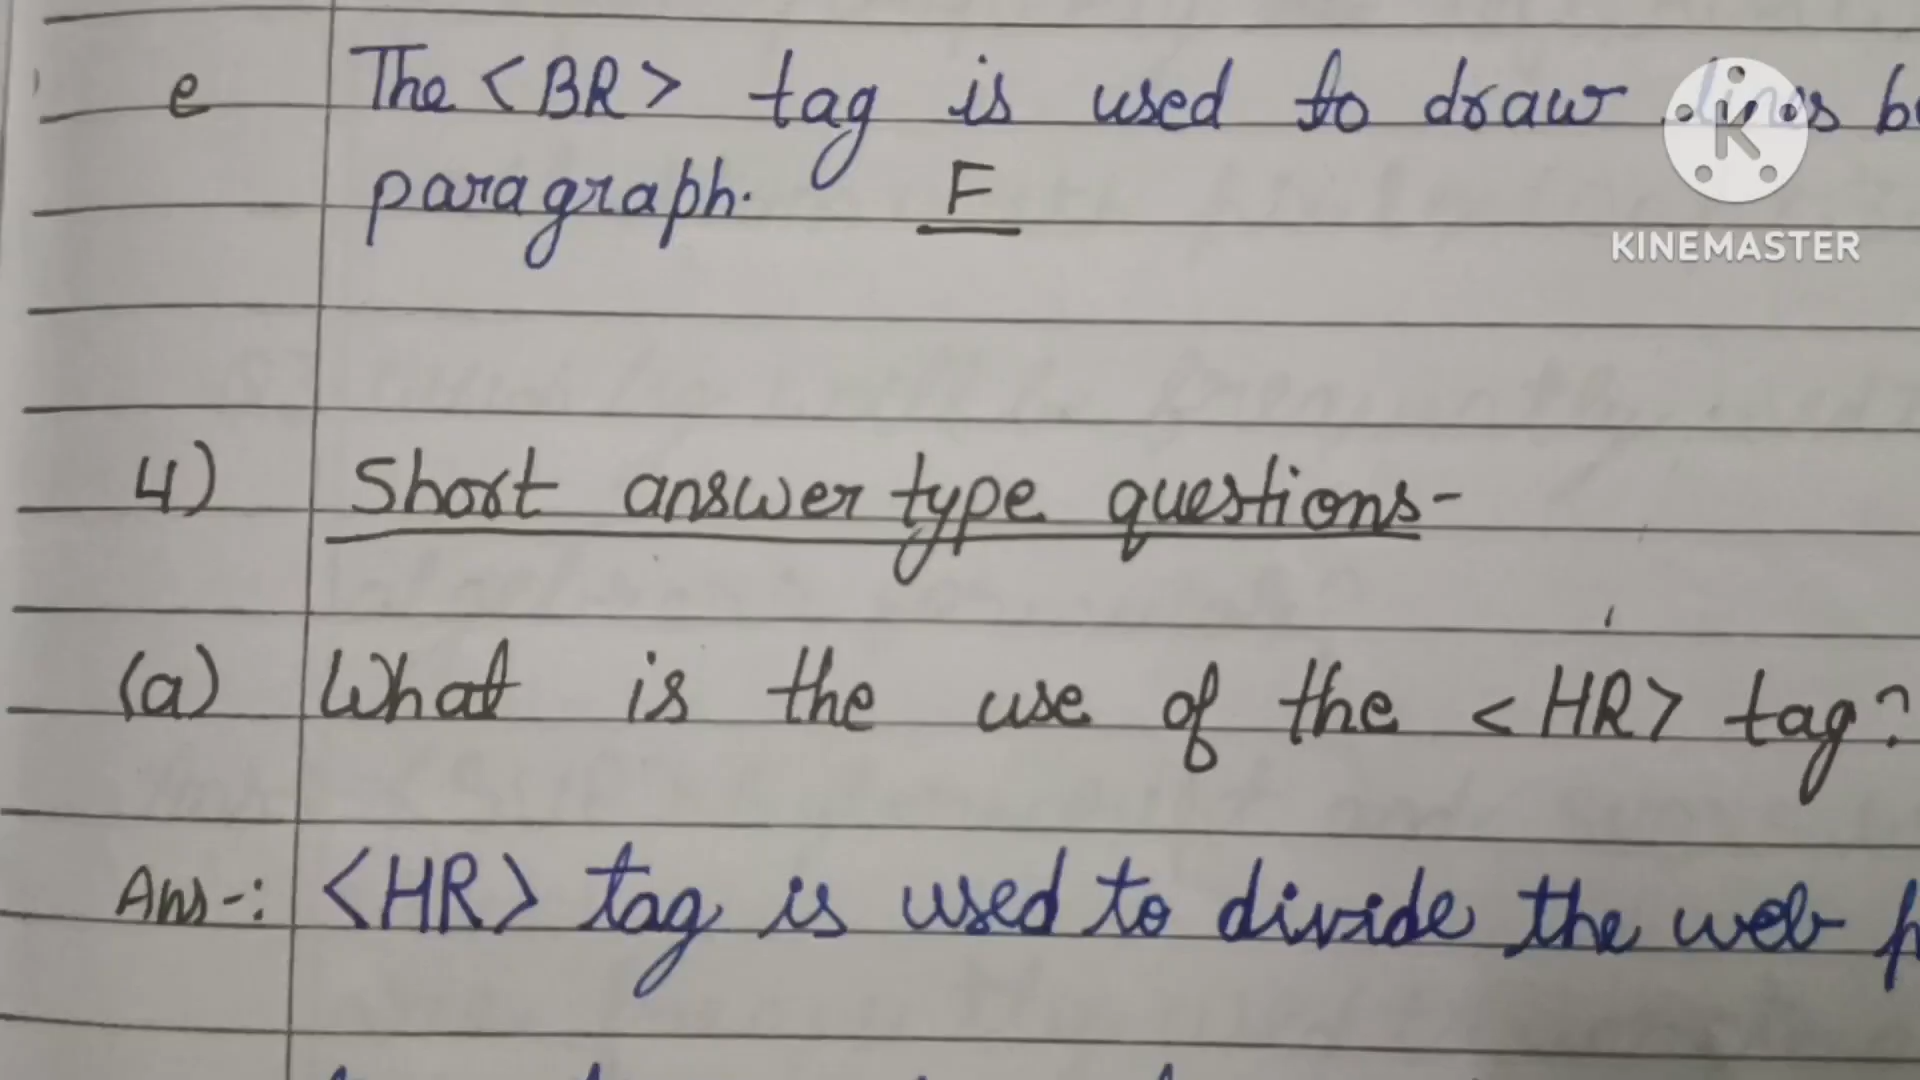 e The <BR> tag is used to draw lines
paragraph. F
KINEMASTER
4) Short answer type questions-
(a) What is the use of the <HR> tag?
Ans-: <HR> tag is used to divide the web